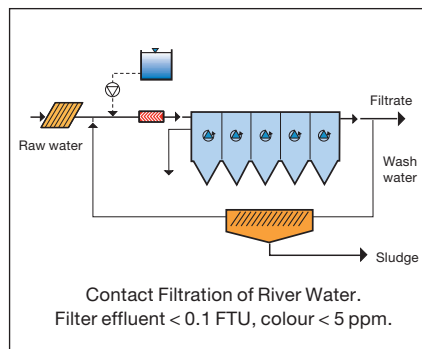 Filtrate
Raw water
Wash
water
Sludge
Contact Filtration of River Water.
Filter effluent < 0.1 FTU, colour < 5 ppm.